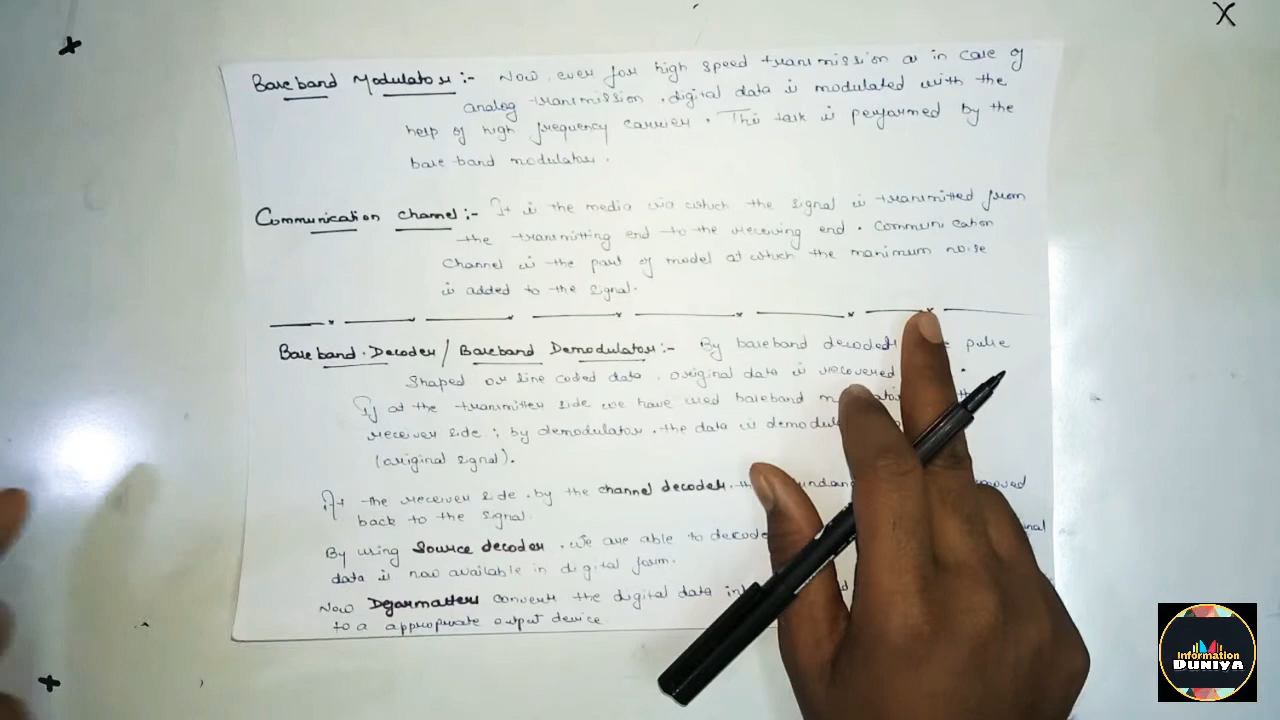 Baseband Modulator :- Now, ever for high speed transmission as in case of
analog transmission, digital data is modulated with the
help of high frequency carrier. This task is performed by the
base band modulator.
Communication channel :- It is the media via which the signal is transmitted from
the transmitting end to the receiving end. Communication
Channel is the part of model at which the maximum noise
is added to the signal.
Baseband Decoder / Baseband Demodulator :- By baseband decoder pulse
shaped or line coded data, original data is recovered
If at the transmitter side we have used baseband
receiver side; by demodulator, the data is
(original signal).
At the receiver side, by the channel decoder,
back to the signal.
By using Source decoder, we are able to decode
data is now available in digital form.
Now Deformatters converts the digital data
to a appropriate output device
Information
DUNIYA
X